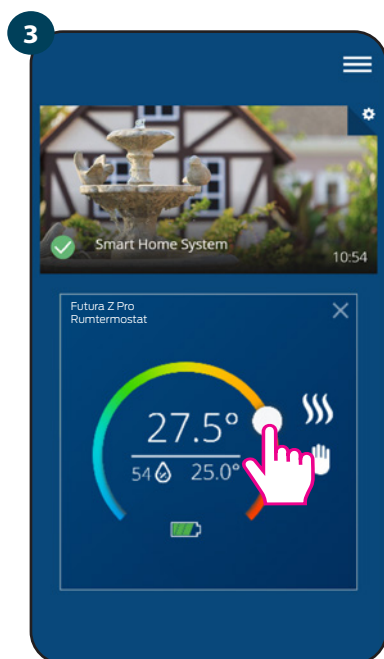 3
Smart Home System
10:54
Futura Z Pro
Rumtermostat
27.5°
54 25.0°